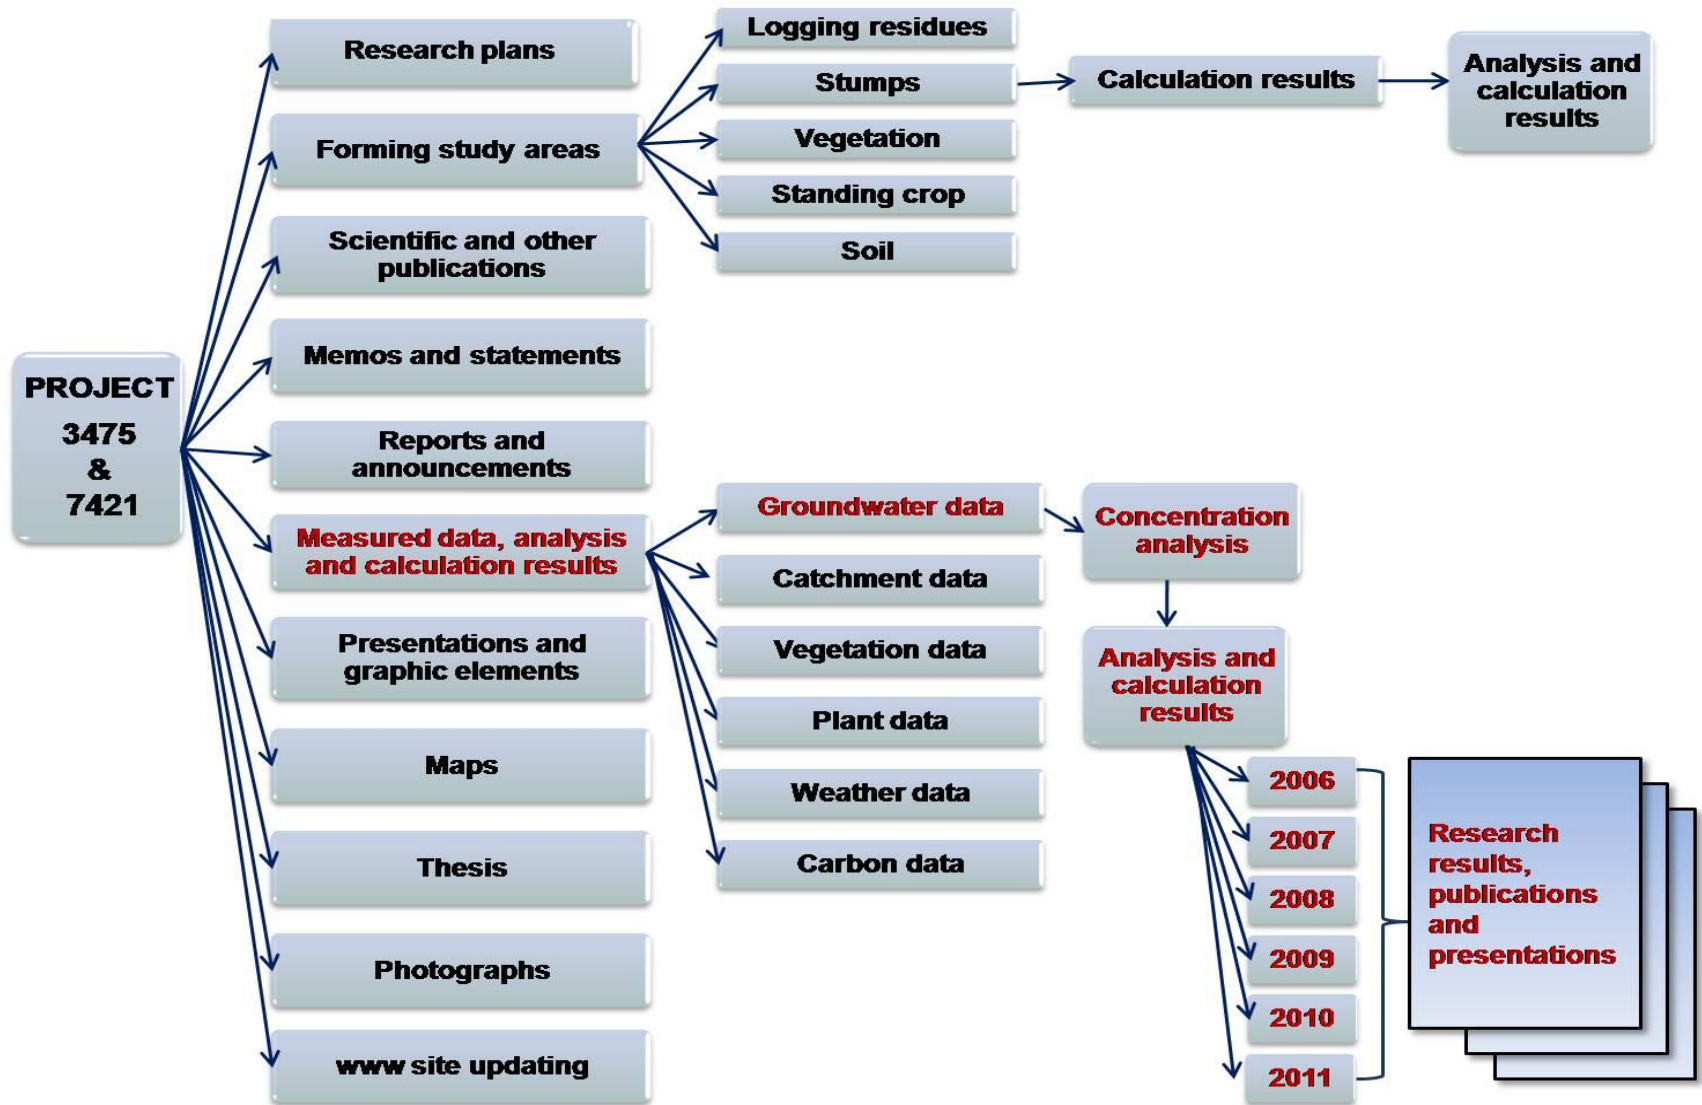 PROJECT
3475
&
7421
Research plans
Forming study areas
Scientific and other
publications
Memos and statements
Reports and
announcements
Measured data, analysis
and calculation results
Presentations and
graphic elements
Maps
Thesis
Photographs
www site updating
Logging residues
Stumps
Vegetation
Standing crop
Soil
Calculation results
Analysis and
calculation
results
Groundwater data
Catchment data
Vegetation data
Plant data
Weather data
Carbon data
Concentration
analysis
Analysis and
calculation
results
2006
2007
2008
2009
2010
2011
Research
results,
publications
and
presentations